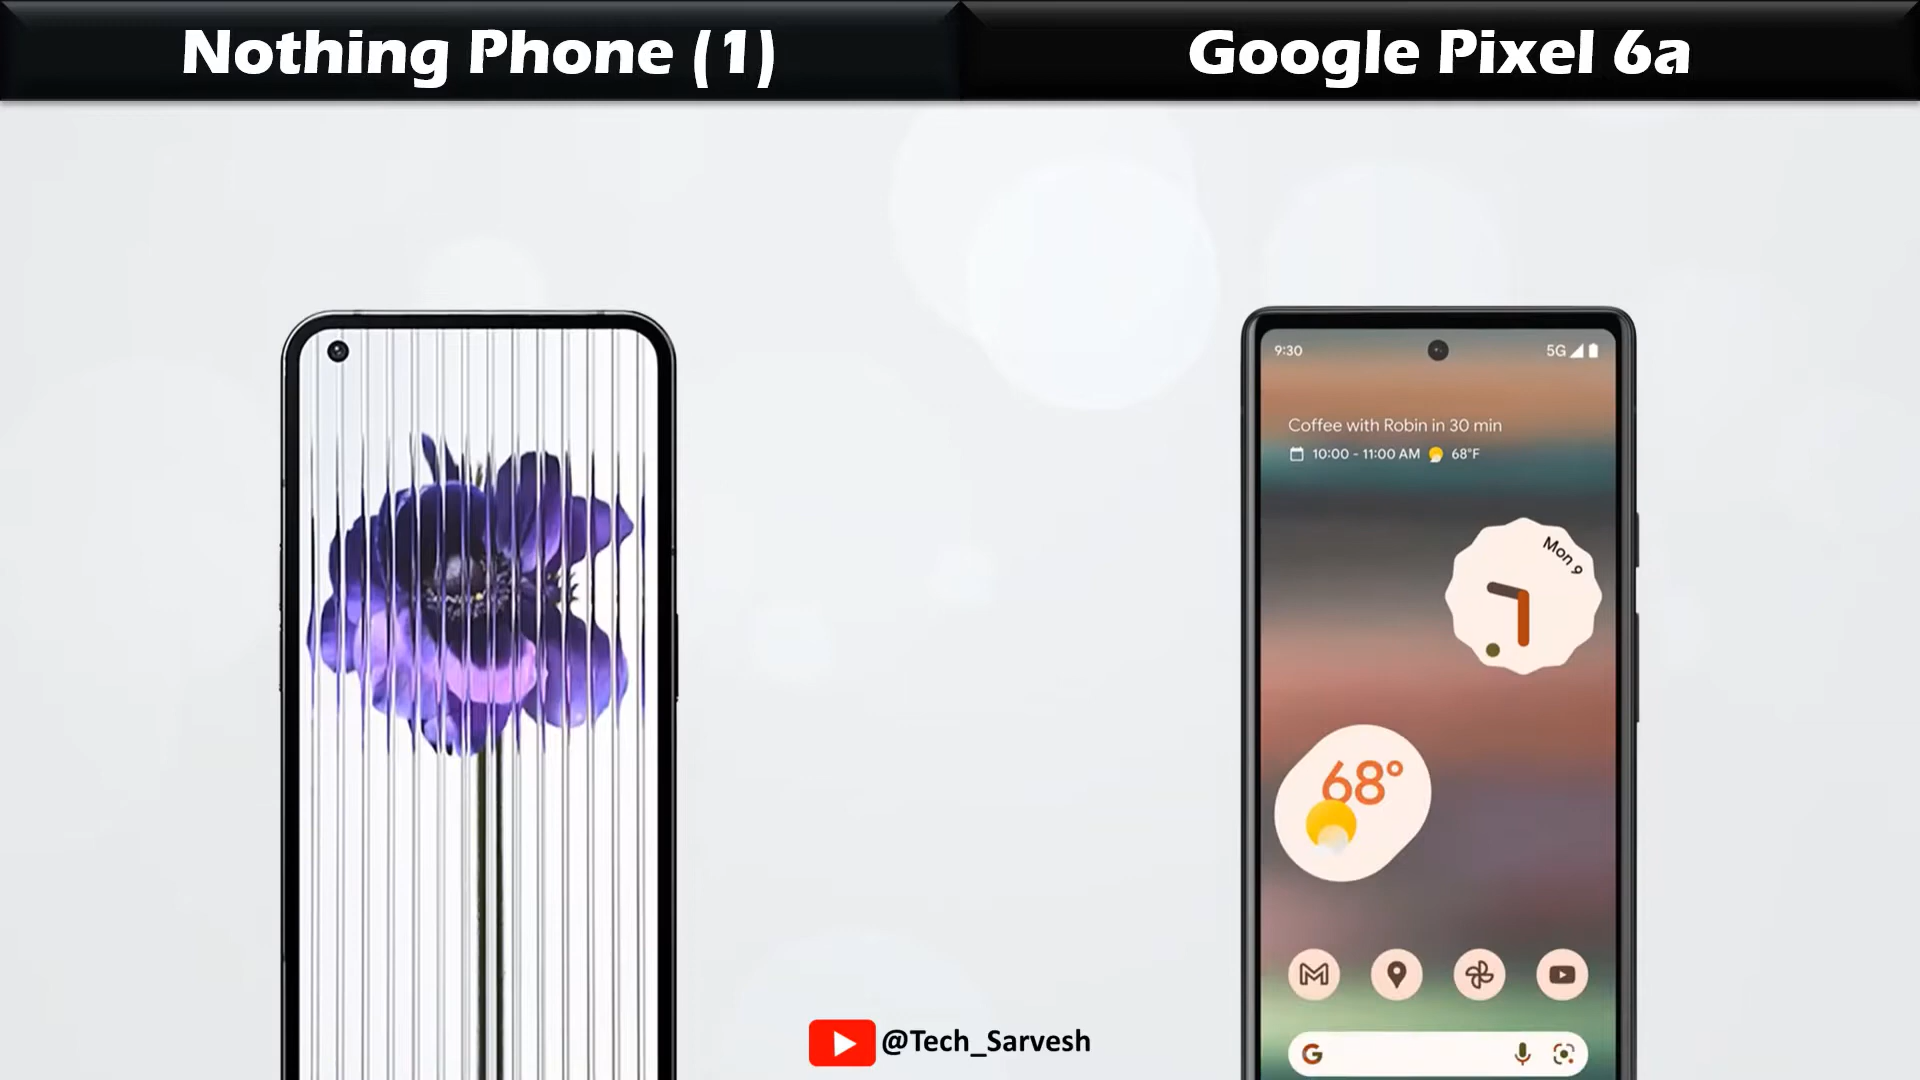 Nothing Phone (1)
Google Pixel 6a
9:30
5G
Coffee with Robin in 30 min
10:00 - 11:00 AM 68°F
Mon 9
68°
G
@Tech_Sarvesh